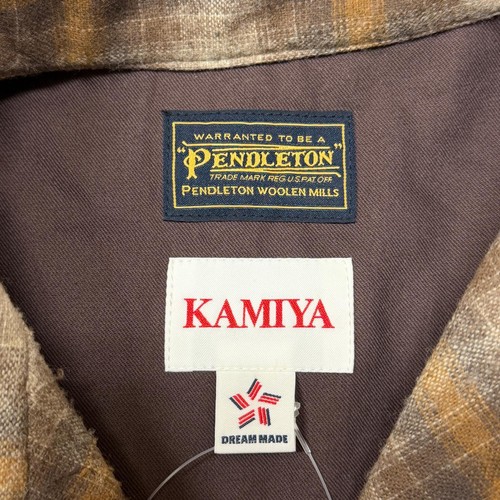 WARRANTED TO BE A
"PENDLETON"
TRADE MARK REG U.S. PAT OFF.
PENDLETON WOOLEN MILLS
KAMIYA
DREAM MADE